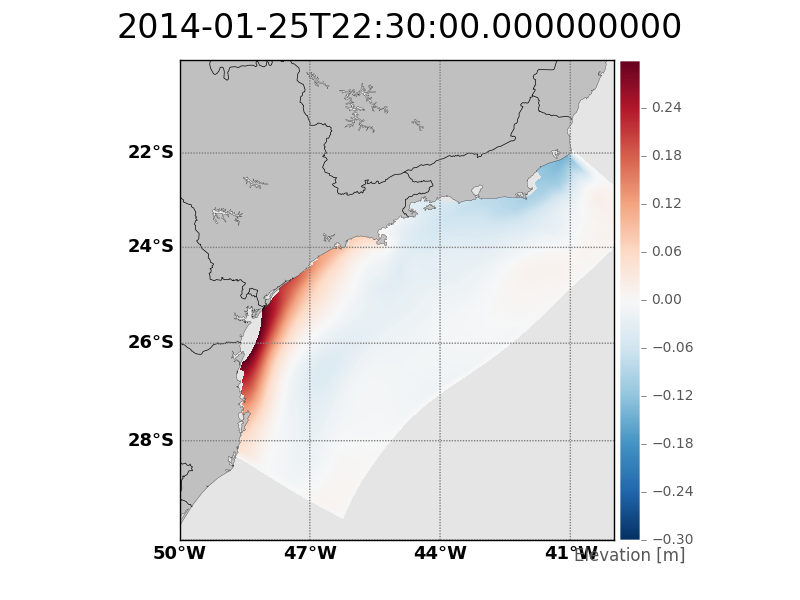 2014-01-25T22:30:00.000000000
22°S
24°S
26°S
28°S
50°W
47°W
44°W
41°W
0.24
0.18
0.12
0.06
0.00
−0.06
−0.12
−0.18
−0.24
−0.30
Elevation [m]